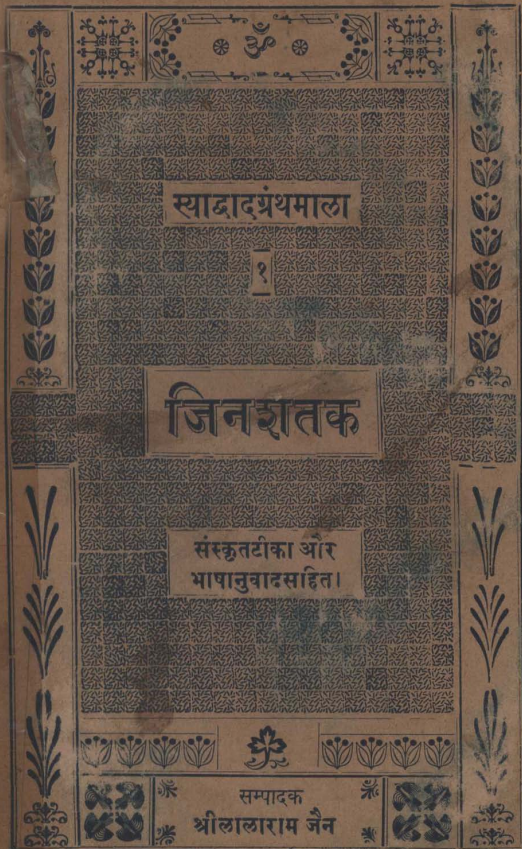 ॐ
स्याद्वादग्रंथमाला
१
जिनशतक
संस्कृतटीका और
भाषानुवादसहित।
सम्पादक
श्रीलालाराम जैन